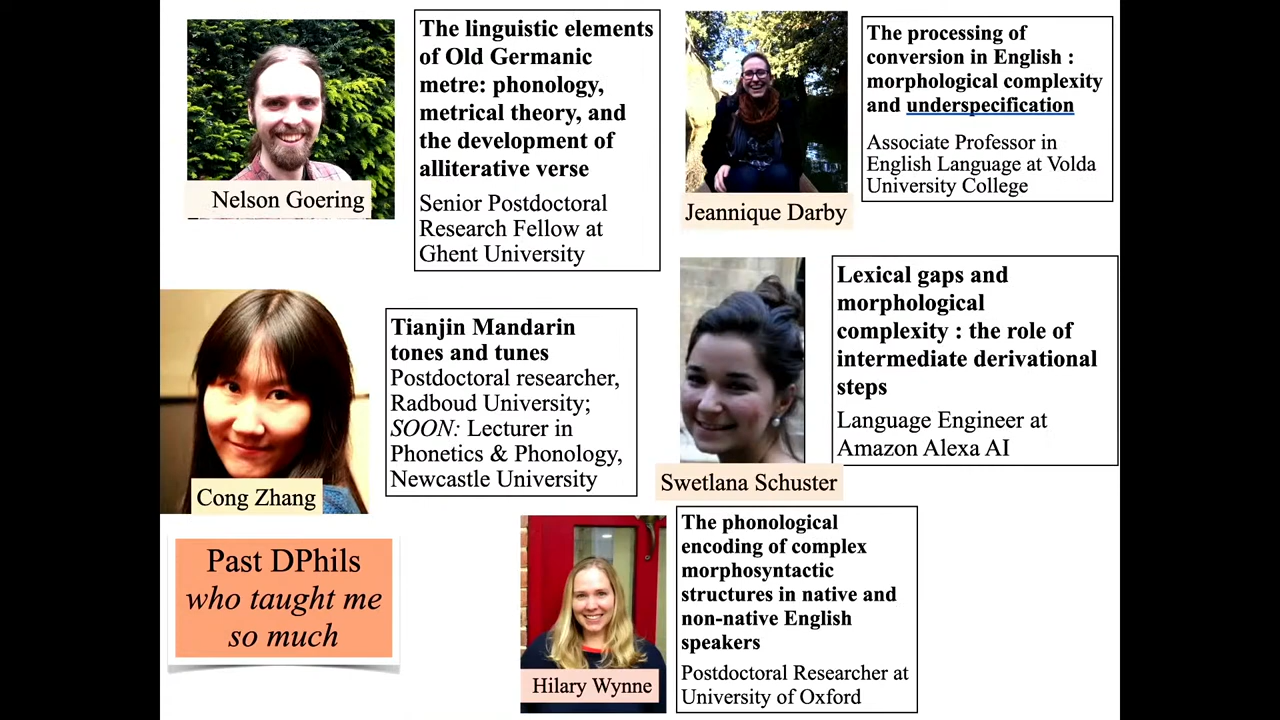 Nelson Goering
The linguistic elements
of Old Germanic
metre: phonology,
metrical theory, and
the development of
alliterative verse
Senior Postdoctoral
Research Fellow at
Ghent University
Jeannique Darby
The processing of
conversion in English :
morphological complexity
and underspecification
Associate Professor in
English Language at Volda
University College
Cong Zhang
Tianjin Mandarin
tones and tunes
Postdoctoral researcher,
Radboud University;
SOON: Lecturer in
Phonetics & Phonology,
Newcastle University
Swetlana Schuster
Lexical gaps and
morphological
complexity : the role of
intermediate derivational
steps
Language Engineer at
Amazon Alexa AI
Past DPhils
who taught me
so much
Hilary Wynne
The phonological
encoding of complex
morphosyntactic
structures in native and
non-native English
speakers
Postdoctoral Researcher at
University of Oxford